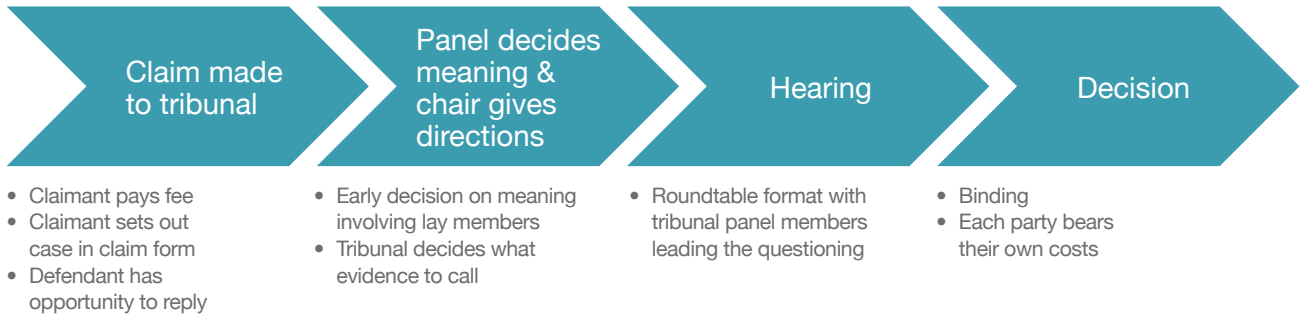 Claim made
to tribunal
Panel decides
meaning &
chair gives
directions
Hearing
Decision
• Claimant pays fee
• Claimant sets out
case in claim form
• Defendant has
opportunity to reply
• Early decision on meaning
involving lay members
• Tribunal decides what
evidence to call
• Roundtable format with
tribunal panel members
leading the questioning
• Binding
• Each party bears
their own costs